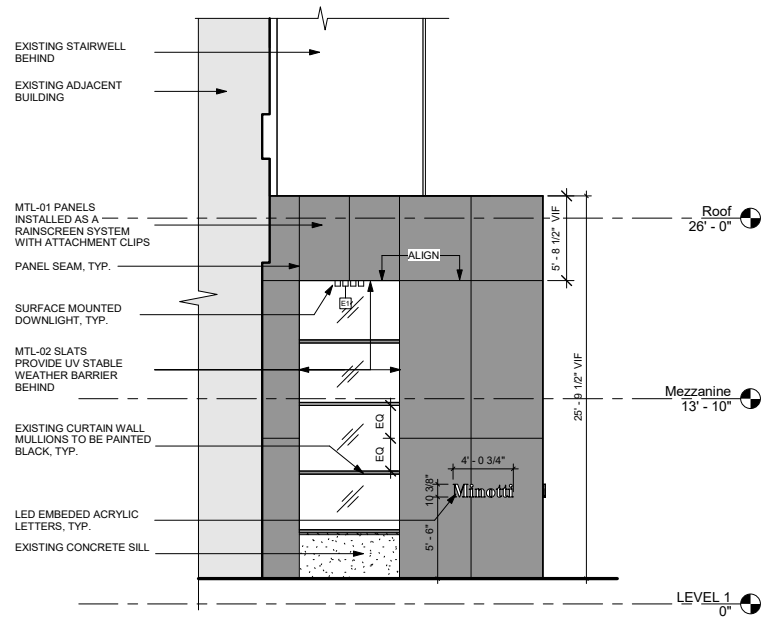 EXISTING STAIRWELL
BEHIND
EXISTING ADJACENT
BUILDING
MTL-01 PANELS
INSTALLED AS A
RAINSCREEN SYSTEM
WITH ATTACHMENT CLIPS
PANEL SEAM, TYP.
SURFACE MOUNTED
DOWNLIGHT, TYP.
MTL-02 SLATS
PROVIDE UV STABLE
WEATHER BARRIER
BEHIND
EXISTING CURTAIN WALL
MULLIONS TO BE PAINTED
BLACK, TYP.
LED EMBEDED ACRYLIC
LETTERS, TYP.
EXISTING CONCRETE SILL
ALIGN
EQ
EQ
4' - 0 3/4"
10 3/8"
Minotti
5' - 6"
5' - 8 1/2" VIF
25' - 9 1/2" VIF
Roof
26' - 0"
Mezzanine
13' - 10"
LEVEL 1
0"